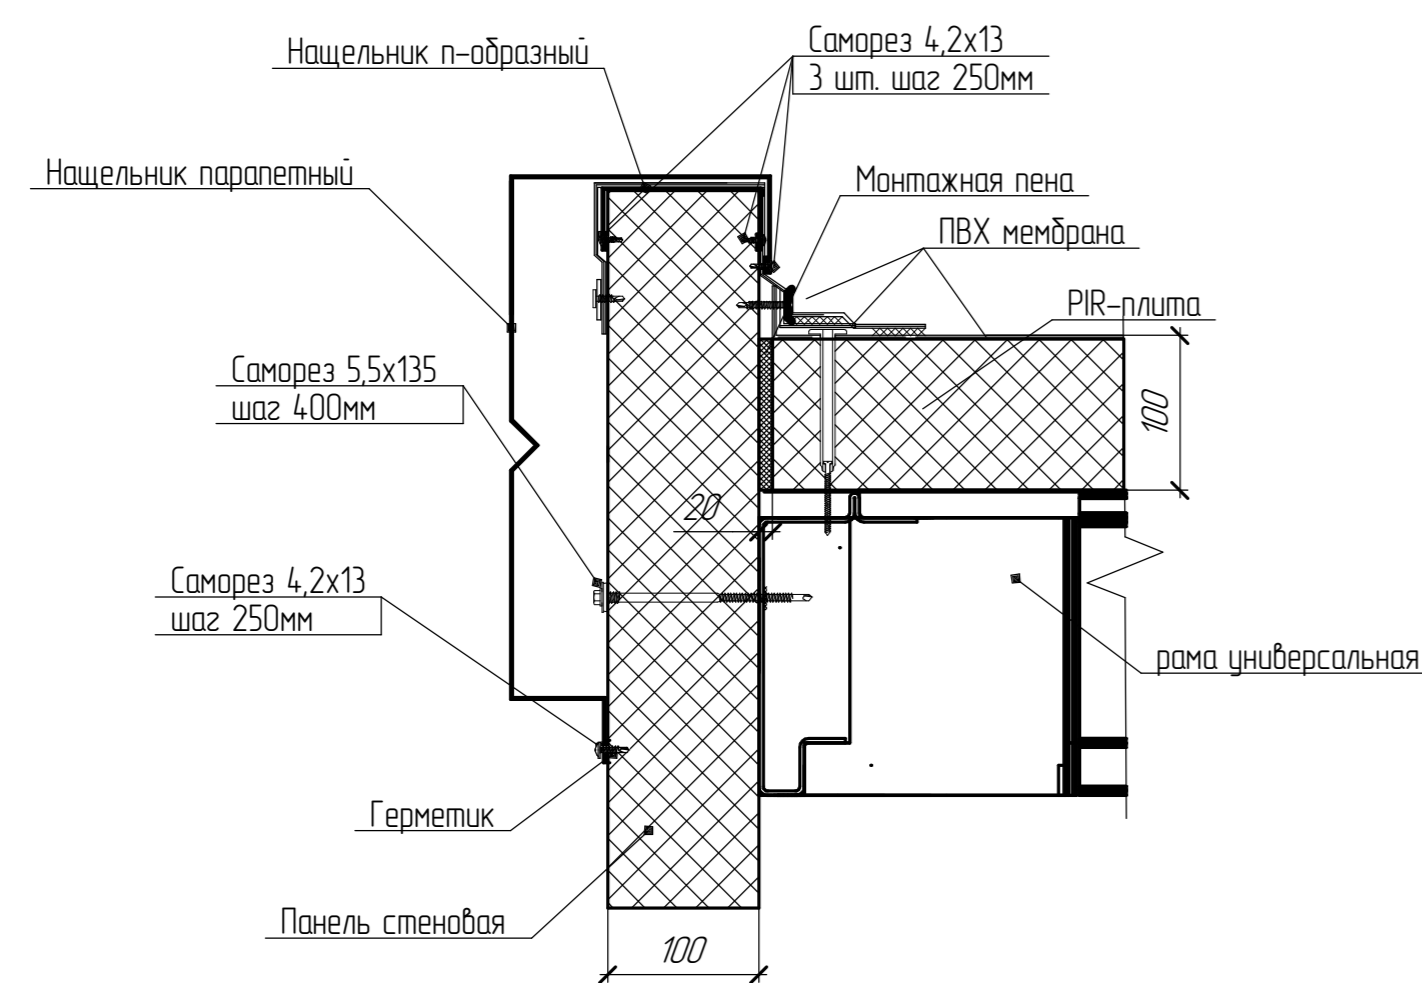 Нащельник п-образный
Саморез 4,2х13
3 шт. шаг 250мм
Нащельник парапетный
Монтажная пена
ПВХ мембрана
PIR-плита
Саморез 5,5х135
шаг 400мм
100
20
Саморез 4,2х13
шаг 250мм
рама универсальная
Герметик
Панель стеновая
100